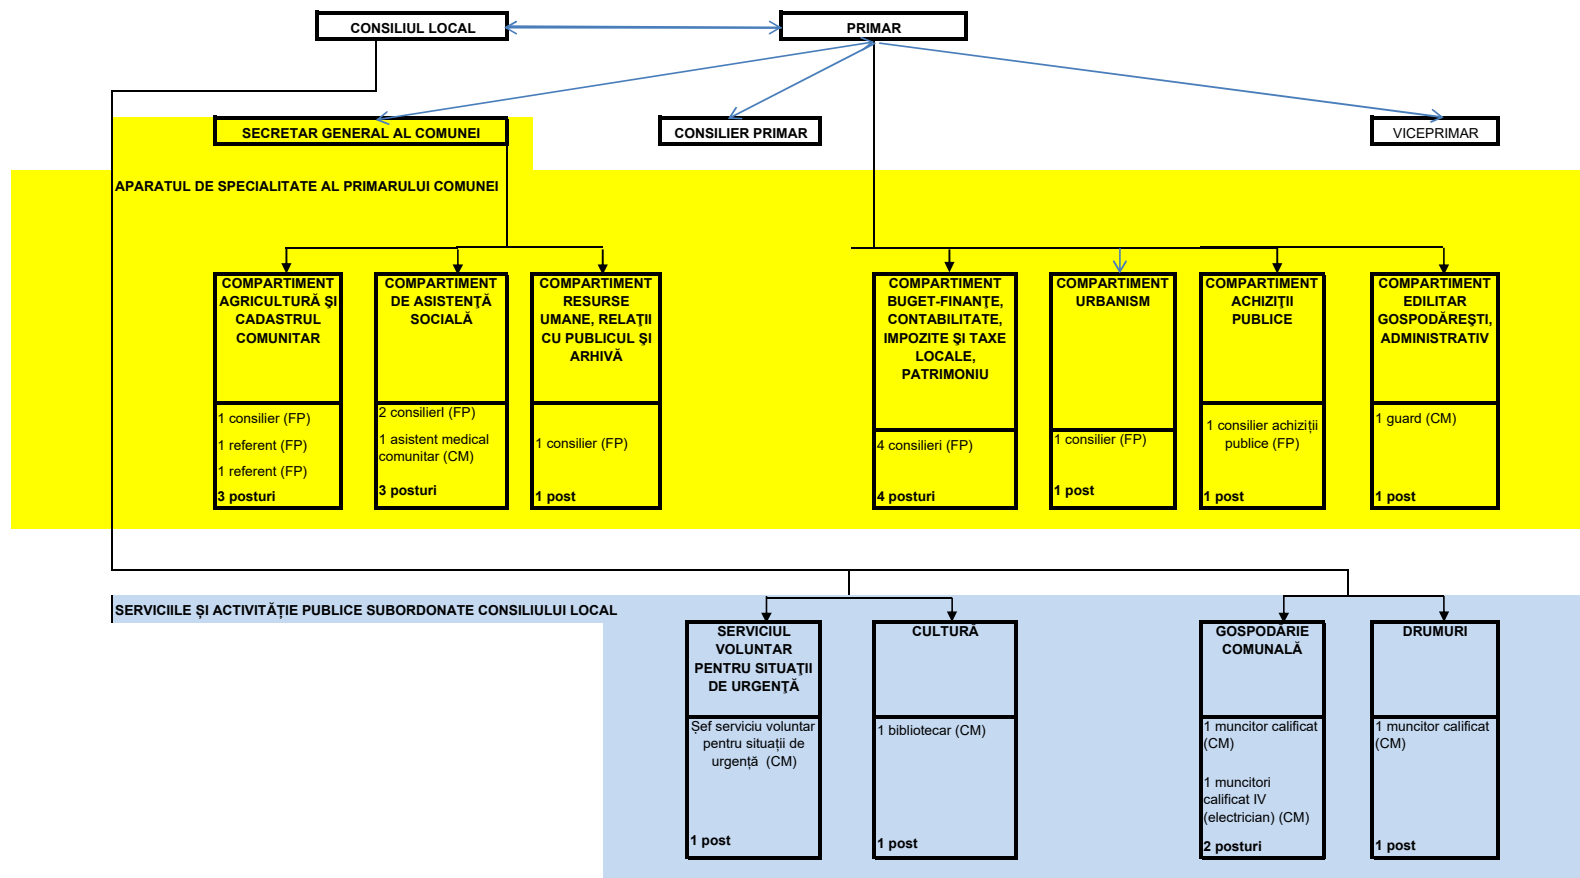 CONSILIUL LOCAL
PRIMAR
SECRETAR GENERAL AL COMUNEI
CONSILIER PRIMAR
VICEPRIMAR
APARATUL DE SPECIALITATE AL PRIMARULUI COMUNEI
COMPARTIMENT
AGRICULTURĂ ŞI
CADASTRUL
COMUNITAR
1 consilier (FP)
1 referent (FP)
1 referent (FP)
3 posturi
COMPARTIMENT
DE ASISTENŢĂ
SOCIALĂ
2 consilierI (FP)
1 asistent medical
comunitar (CM)
3 posturi
COMPARTIMENT
RESURSE
UMANE, RELAŢII
CU PUBLICUL ŞI
ARHIVĂ
1 consilier (FP)
1 post
COMPARTIMENT
BUGET-FINANŢE,
CONTABILITATE,
IMPOZITE ŞI TAXE
LOCALE,
PATRIMONIU
4 consilieri (FP)
4 posturi
COMPARTIMENT
URBANISM
1 consilier (FP)
1 post
COMPARTIMENT
ACHIZIŢII
PUBLICE
1 consilier achiziții
publice (FP)
1 post
COMPARTIMENT
EDILITAR
GOSPODĂREŞTI,
ADMINISTRATIV
1 guard (CM)
1 post
SERVICIILE ȘI ACTIVITĂȚIE PUBLICE SUBORDONATE CONSILIULUI LOCAL
SERVICIUL
VOLUNTAR
PENTRU SITUAŢII
DE URGENŢĂ
Șef serviciu voluntar
pentru situații de
urgență (CM)
1 post
CULTURĂ
1 bibliotecar (CM)
1 post
GOSPODĂRIE
COMUNALĂ
1 muncitor calificat
(CM)
1 muncitori
calificat IV
(electrician) (CM)
2 posturi
DRUMURI
1 muncitor calificat
(CM)
1 post